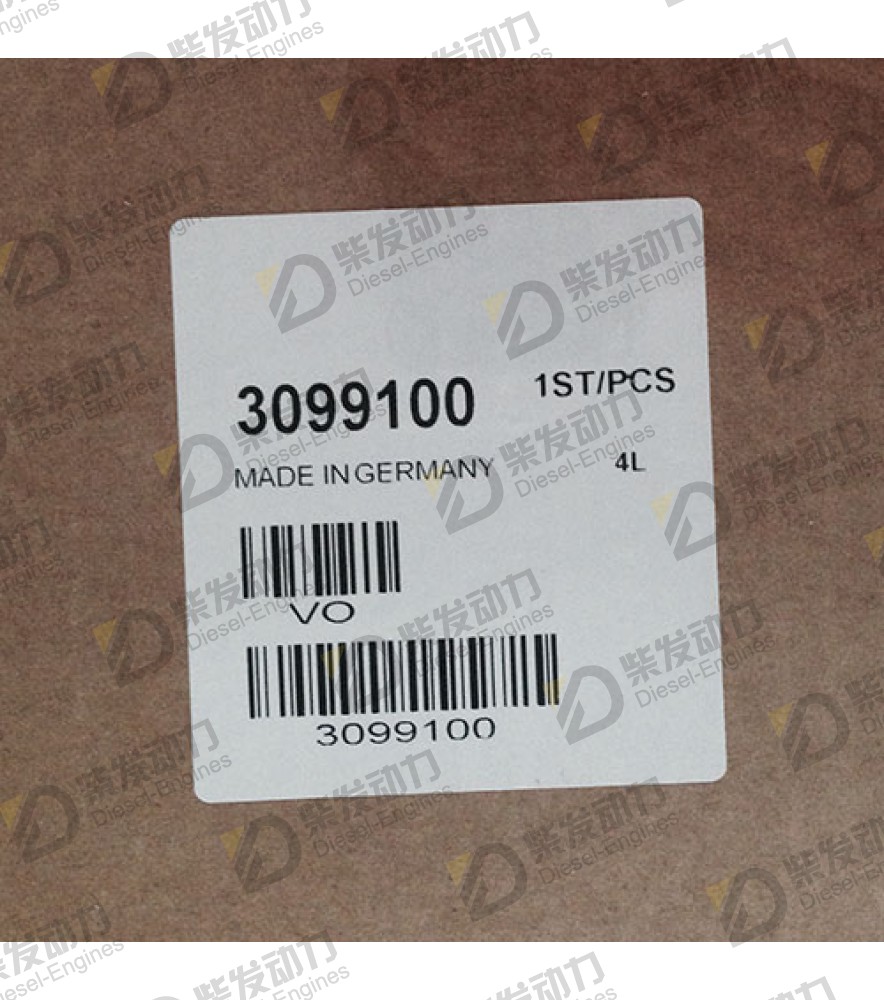 3099100
1ST/PCS
MADE IN GERMANY
4L
VO
3099100
柴发动力
Diesel-Engines